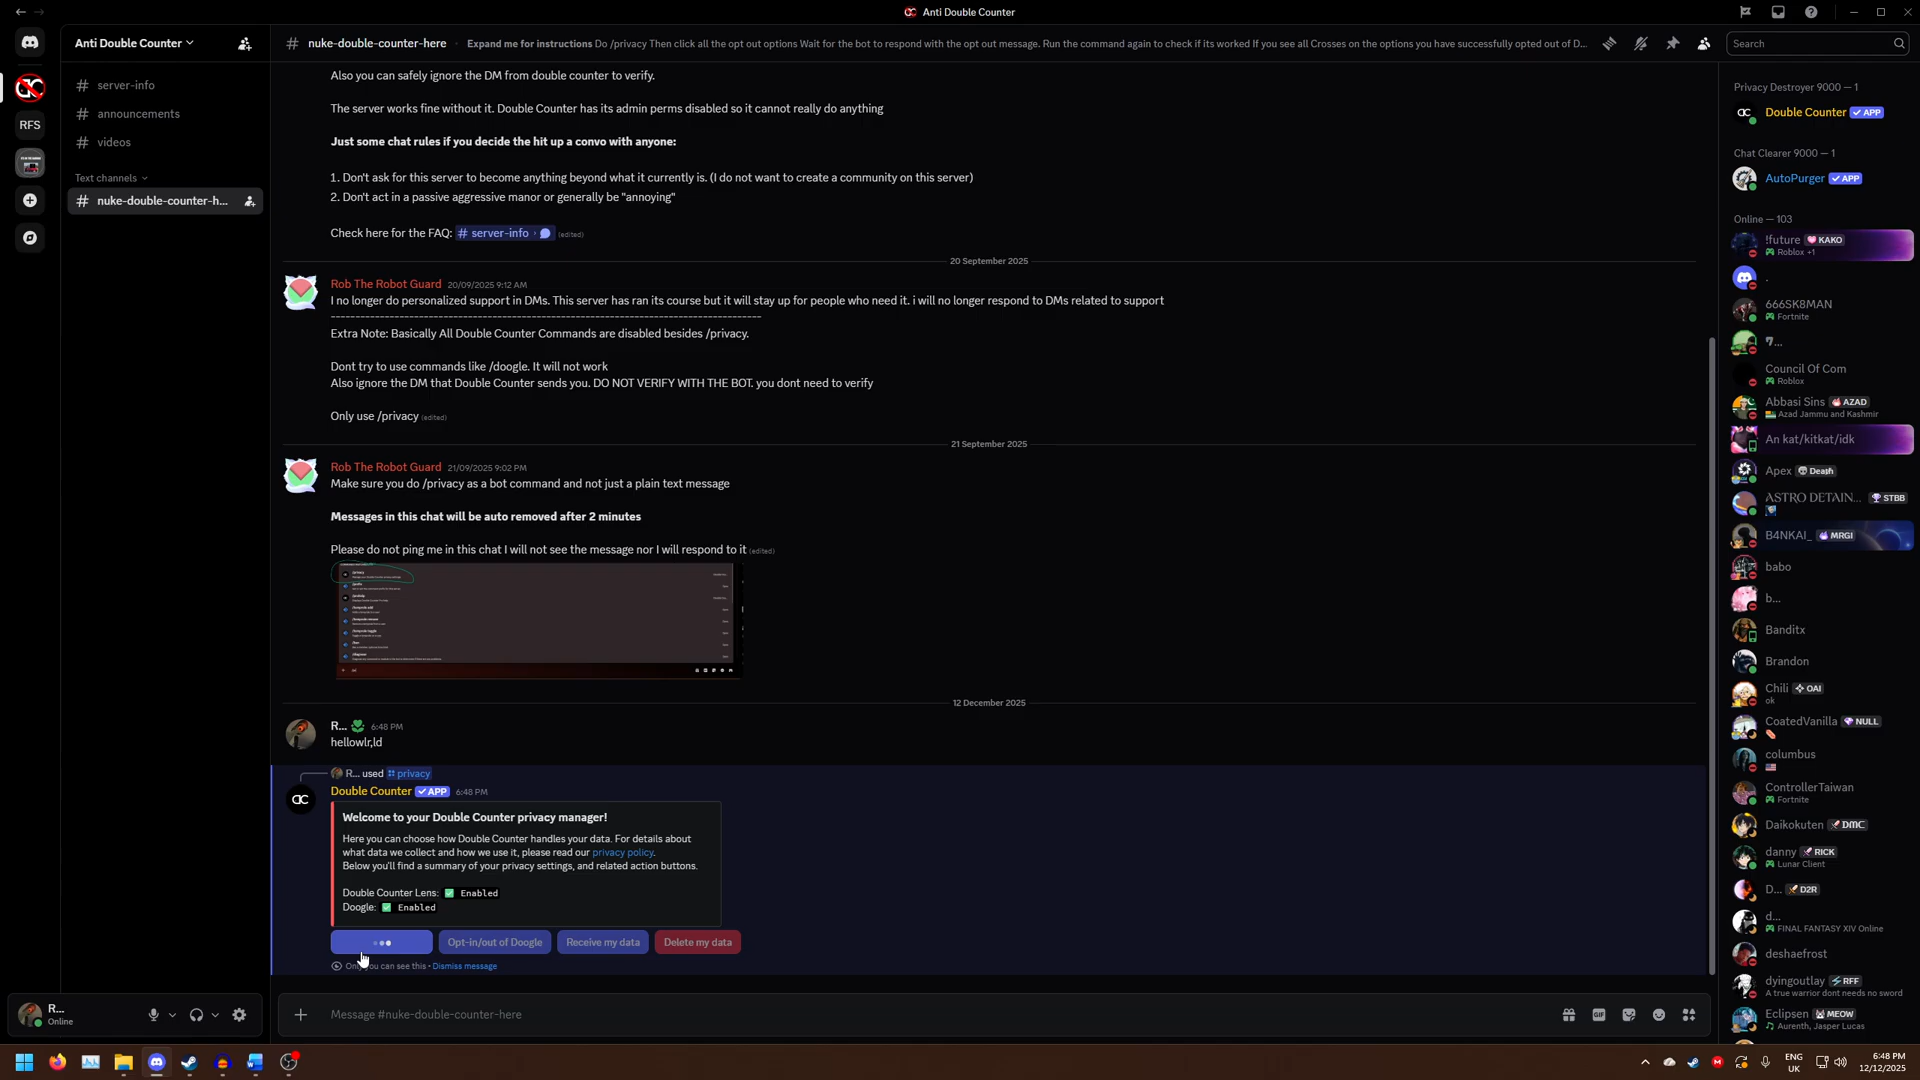 Anti Double Counter
Anti Double Counter
server-info
announcements
videos
Text channels
nuke-double-counter-h...
RFS
R...
Online
# nuke-double-counter-here
Expand me for instructions Do /privacy Then click all the opt out options Wait for the bot to respond with the opt out message. Run the command again to check if its worked If you see all Crosses on the options you have successfully opted out of D...
Search
Also you can safely ignore the DM from double counter to verify.
The server works fine without it. Double Counter has its admin perms disabled so it cannot really do anything
Just some chat rules if you decide the hit up a convo with anyone:
1. Don't ask for this server to become anything beyond what it currently is. (I do not want to create a community on this server)
2. Don't act in a passive aggressive manor or generally be "annoying"
Check here for the FAQ: # server-info › (edited)
20 September 2025
Rob The Robot Guard 20/09/2025 9:12 AM
I no longer do personalized support in DMs. This server has ran its course but it will stay up for people who need it. i will no longer respond to DMs related to support
--------------------------------------------------------------------------------------
Extra Note: Basically All Double Counter Commands are disabled besides /privacy.
Dont try to use commands like /doogle. It will not work
Also ignore the DM that Double Counter sends you. DO NOT VERIFY WITH THE BOT. you dont need to verify
Only use /privacy (edited)
21 September 2025
Rob The Robot Guard 21/09/2025 9:02 PM
Make sure you do /privacy as a bot command and not just a plain text message
Messages in this chat will be auto removed after 2 minutes
Please do not ping me in this chat I will not see the message nor I will respond to it (edited)
12 December 2025
R... 6:48 PM
hellowlr,ld
R... used privacy
Double Counter ✓ APP 6:48 PM
Welcome to your Double Counter privacy manager!
Here you can choose how Double Counter handles your data. For details about
what data we collect and how we use it, please read our privacy policy.
Below you'll find a summary of your privacy settings, and related action buttons.
Double Counter Lens: ✅ Enabled
Doogle: ✅ Enabled
Opt-in/out of Doogle
Receive my data
Delete my data
Only you can see this • Dismiss message
Message #nuke-double-counter-here
Privacy Destroyer 9000 — 1
Double Counter ✓ APP
Chat Clearer 9000 — 1
AutoPurger ✓ APP
Online — 103
!future KAKO
Roblox +1
.
666SK8MAN
Fortnite
Council Of Com
Roblox
Abbasi Sins AZAD
Azad Jammu and Kashmir
An kat/kitkat/idk
Apex Death
ASTRO DETAIN... STBB
B4NKAI_ MRGI
babo
b...
Banditx
Brandon
Chili OAI
ok
CoatedVanilla NULL
columbus
ControllerTaiwan
Fortnite
Daikokuten DMC
danny RICK
Lunar Client
D... D2R
d...
FINAL FANTASY XIV Online
deshaefrost
dyingoutlay RFF
A true warrior dont needs no sword
Eclipsen MEOW
Aurenth, Jasper Lucas
ENG
UK
6:48 PM
12/12/2025